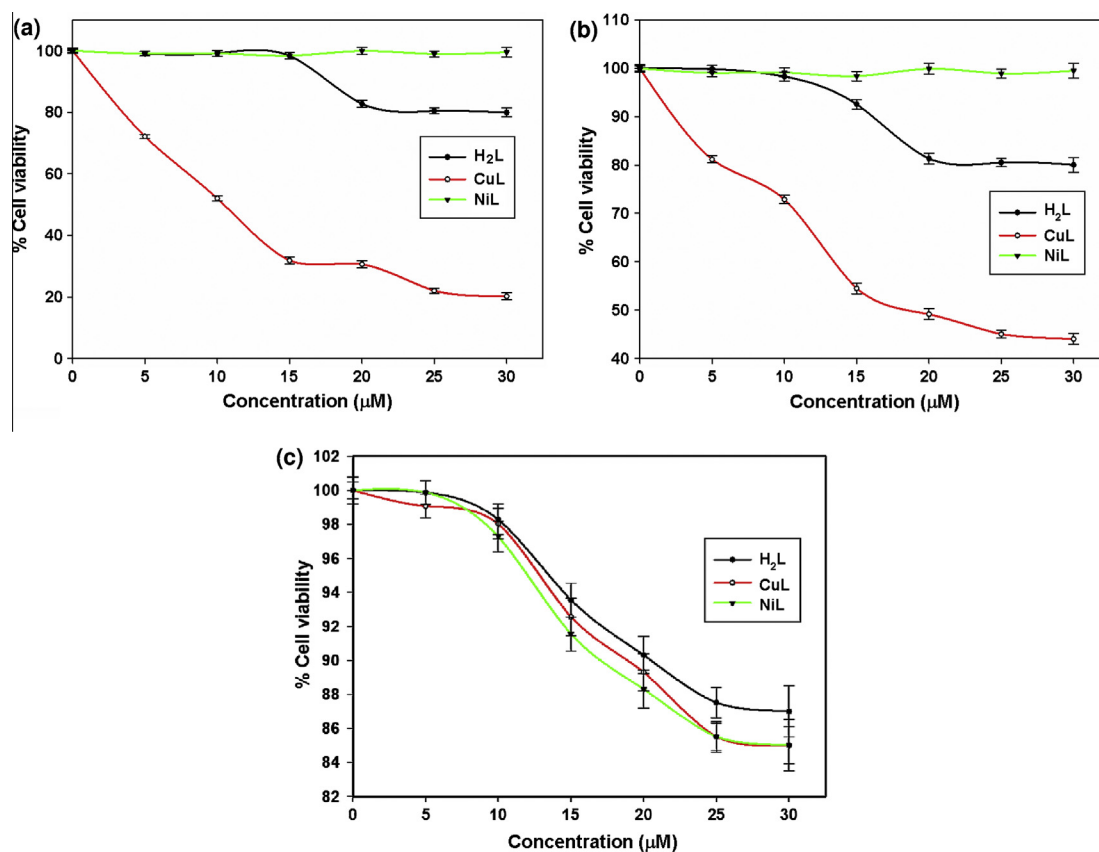 (a)
100
80
60
40
20
0
% Cell viability
H₂L
CuL
NiL
0 5 10 15 20 25 30
Concentration (μM)
(b)
110
100
90
80
70
60
50
40
% Cell viability
H₂L
CuL
NiL
0 5 10 15 20 25 30
Concentration (μM)
(c)
102
100
98
96
94
92
90
88
86
84
82
% Cell viability
H₂L
CuL
NiL
0 5 10 15 20 25 30
Concentration (μM)